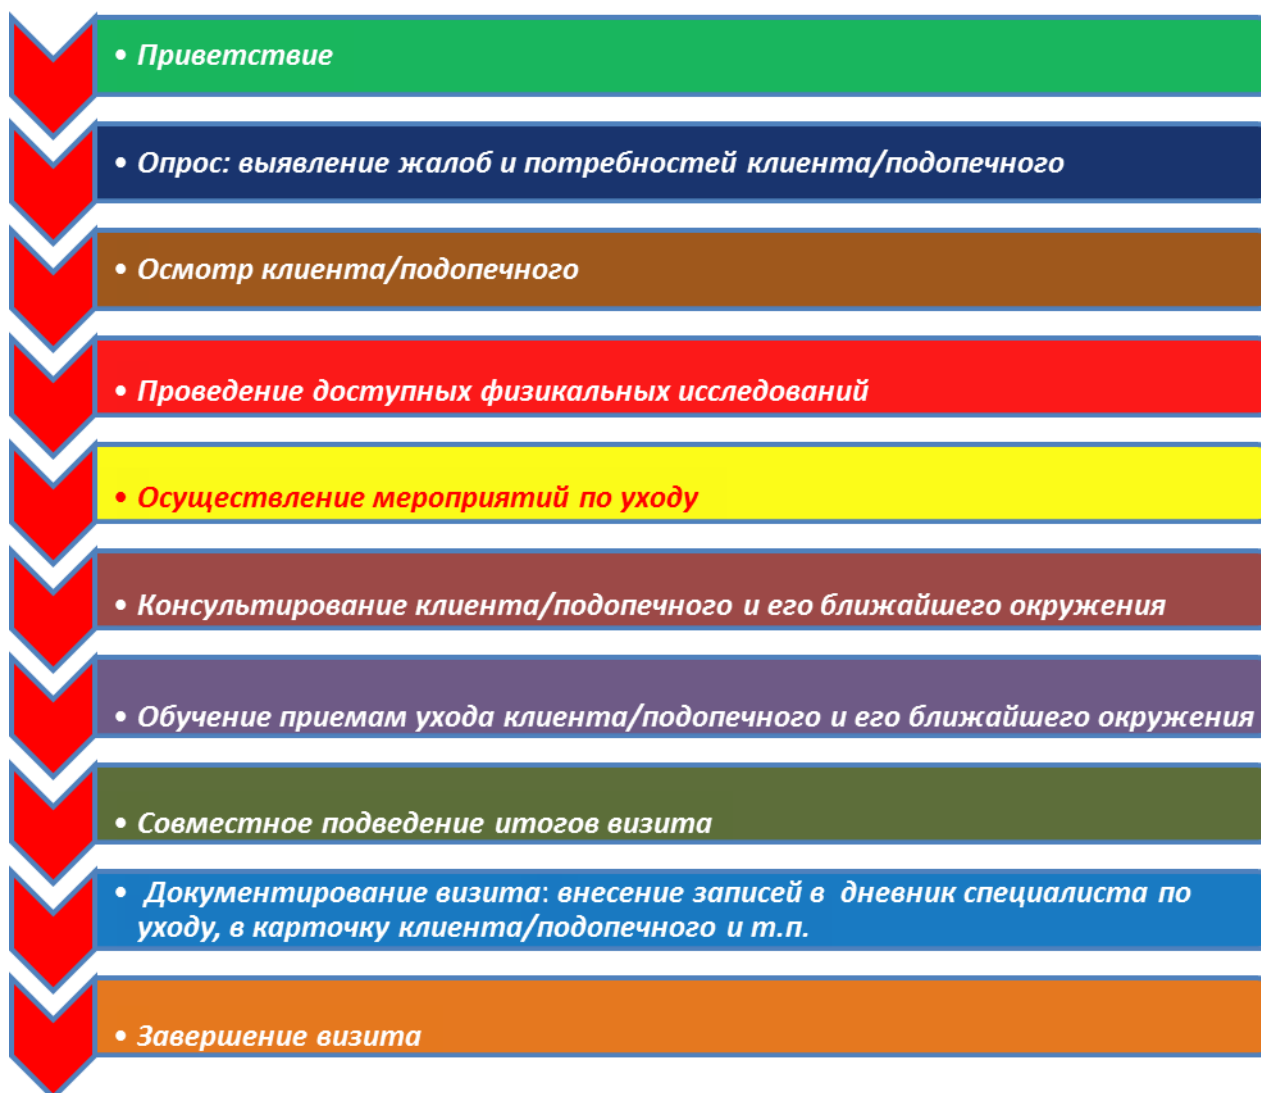 • Приветствие
• Опрос: выявление жалоб и потребностей клиента/подопечного
• Осмотр клиента/подопечного
• Проведение доступных физикальных исследований
• Осуществление мероприятий по уходу
• Консультирование клиента/подопечного и его ближайшего окружения
• Обучение приемам ухода клиента/подопечного и его ближайшего окружения
• Совместное подведение итогов визита
• Документирование визита: внесение записей в дневник специалиста по
уходу, в карточку клиента/подопечного и т.п.
• Завершение визита